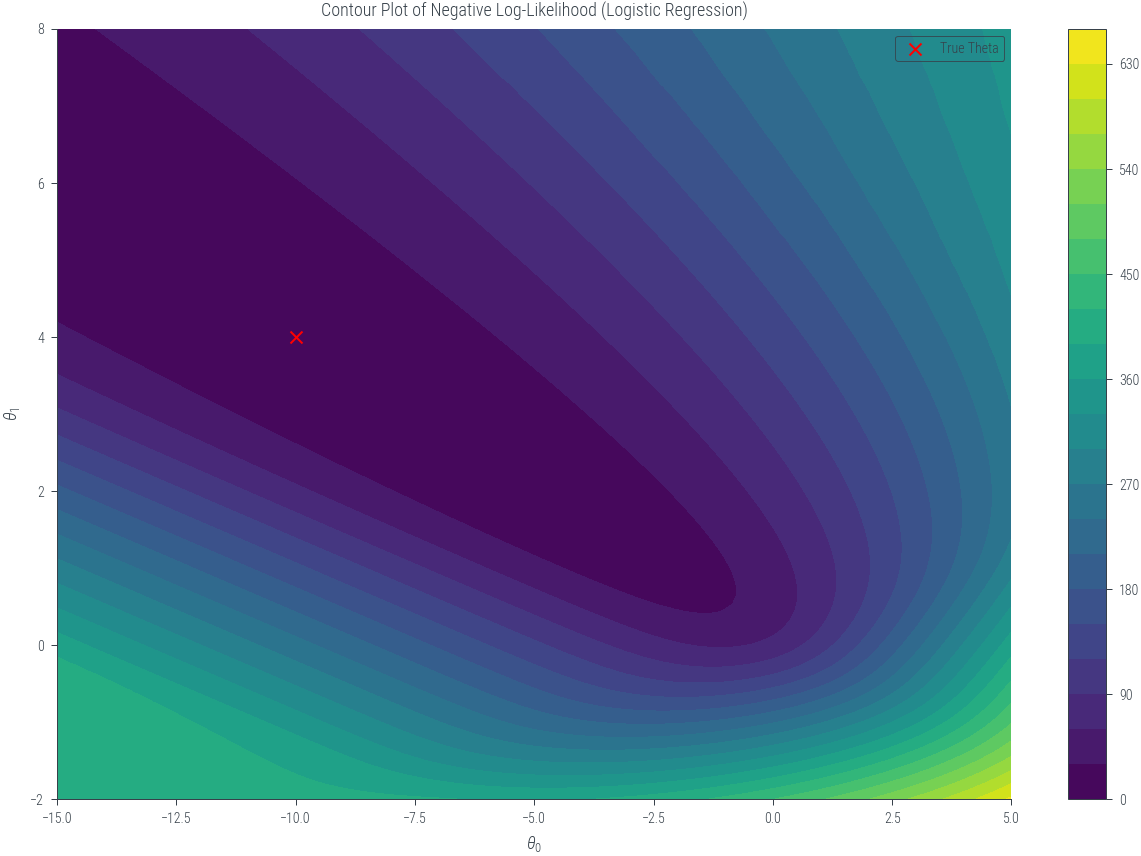 Contour Plot of Negative Log-Likelihood (Logistic Regression)
True Theta
8
6
4
2
0
−2
θ1
−15.0 −12.5 −10.0 −7.5 −5.0 −2.5 0.0 2.5 5.0
θ0
630
540
450
360
270
180
90
0